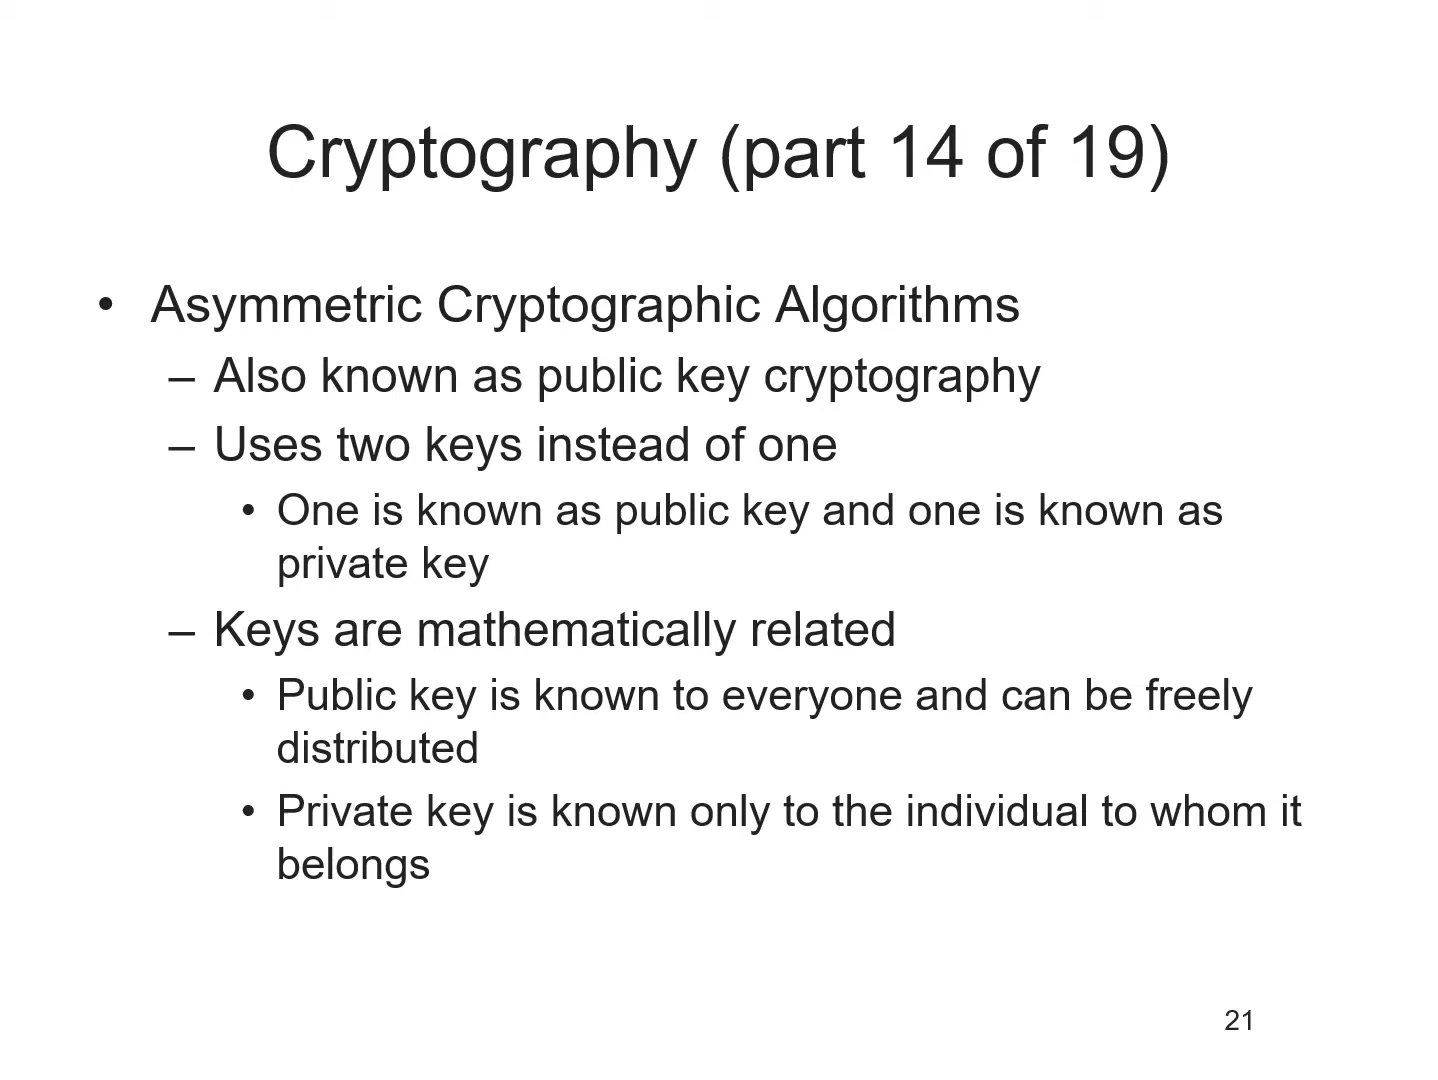 Cryptography (part 14 of 19)
• Asymmetric Cryptographic Algorithms
– Also known as public key cryptography
– Uses two keys instead of one
• One is known as public key and one is known as
private key
– Keys are mathematically related
• Public key is known to everyone and can be freely
distributed
• Private key is known only to the individual to whom it
belongs
21